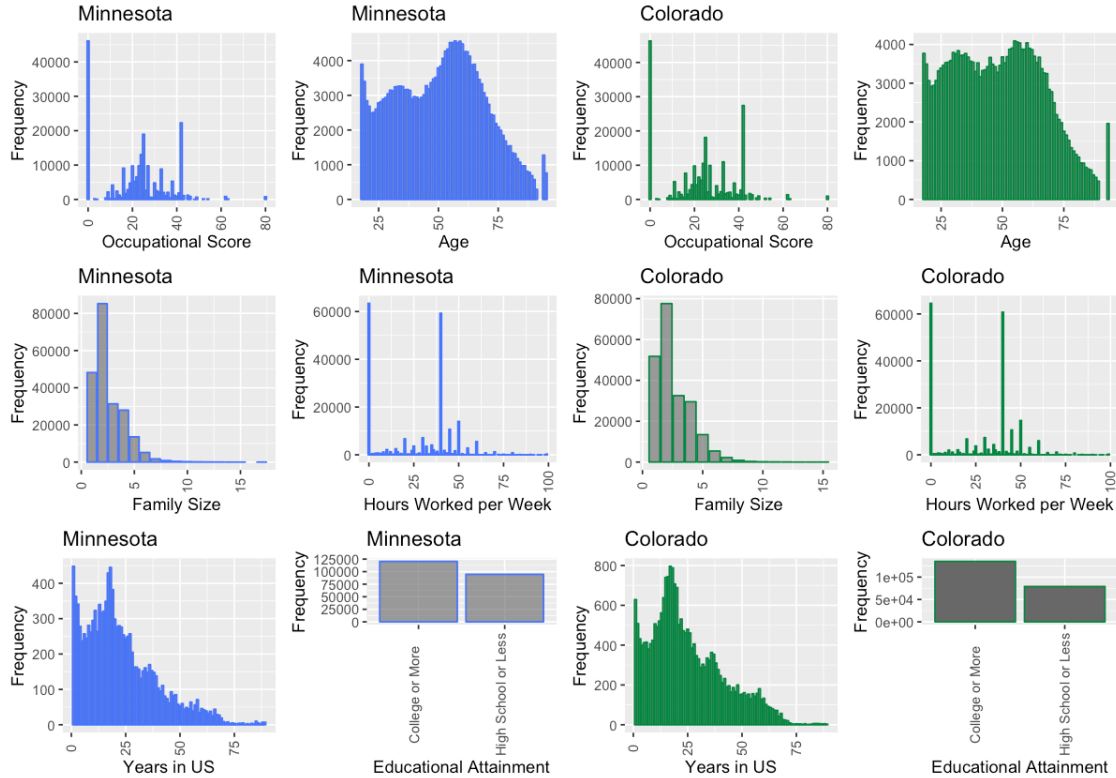 Minnesota
Frequency
40000
30000
20000
10000
0
0
20
40
60
80
Occupational Score
Minnesota
Frequency
4000
3000
2000
1000
0
25
50
75
Age
Colorado
Frequency
40000
30000
20000
10000
0
0
20
40
60
80
Occupational Score
Frequency
4000
3000
2000
1000
0
25
50
75
Age
Minnesota
Frequency
80000
60000
40000
20000
0
0
5
10
15
Family Size
Minnesota
Frequency
60000
40000
20000
0
0
25
50
75
100
Hours Worked per Week
Colorado
Frequency
80000
60000
40000
20000
0
0
5
10
15
Family Size
Colorado
Frequency
60000
40000
20000
0
0
25
50
75
100
Hours Worked per Week
Minnesota
Frequency
400
300
200
100
0
0
25
50
75
Years in US
Minnesota
Frequency
125000
100000
75000
50000
25000
0
College or More
High School or Less
Educational Attainment
Colorado
Frequency
800
600
400
200
0
0
25
50
75
Years in US
Colorado
Frequency
1e+05
5e+04
0e+00
College or More
High School or Less
Educational Attainment